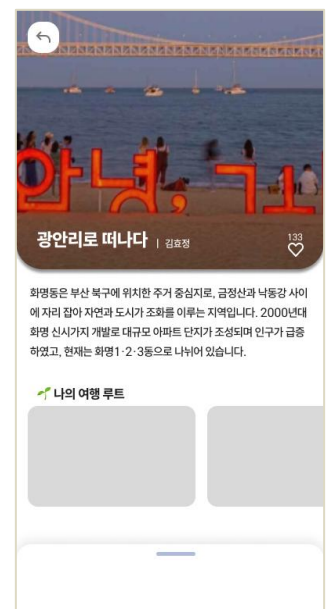 안녕, ㄱ
광안리로 떠나다 | 김효정
133
화명동은 부산 북구에 위치한 주거 중심지로, 금정산과 낙동강 사이
에 자리 잡아 자연과 도시가 조화를 이루는 지역입니다. 2000년대
화명 신시가지 개발로 대규모 아파트 단지가 조성되며 인구가 급증
하였고, 현재는 화명1·2·3동으로 나뉘어 있습니다.
나의 여행 루트